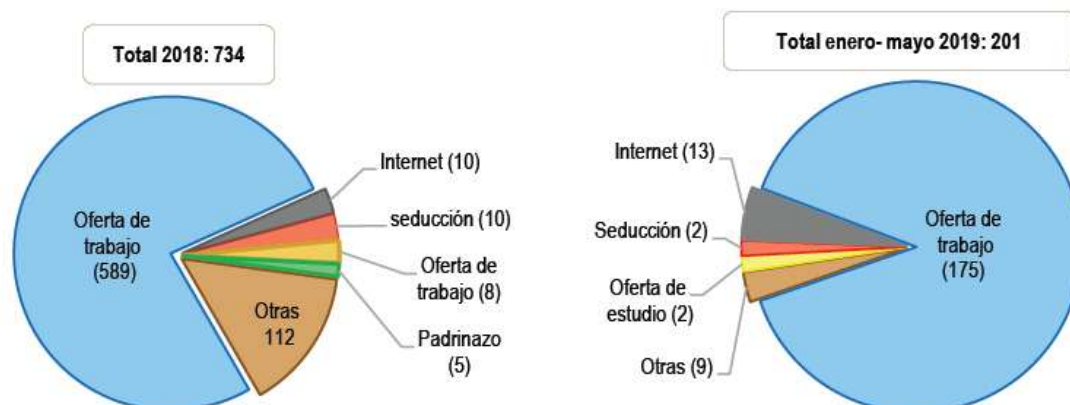 Total 2018: 734
Internet (10)
seducción (10)
Oferta de
trabajo
(589)
Oferta de
trabajo (8)
Otras
112
Padrinazo
(5)
Total enero- mayo 2019: 201
Internet (13)
Seducción (2)
Oferta de
trabajo
(175)
Oferta de
estudio (2)
Otras (9)